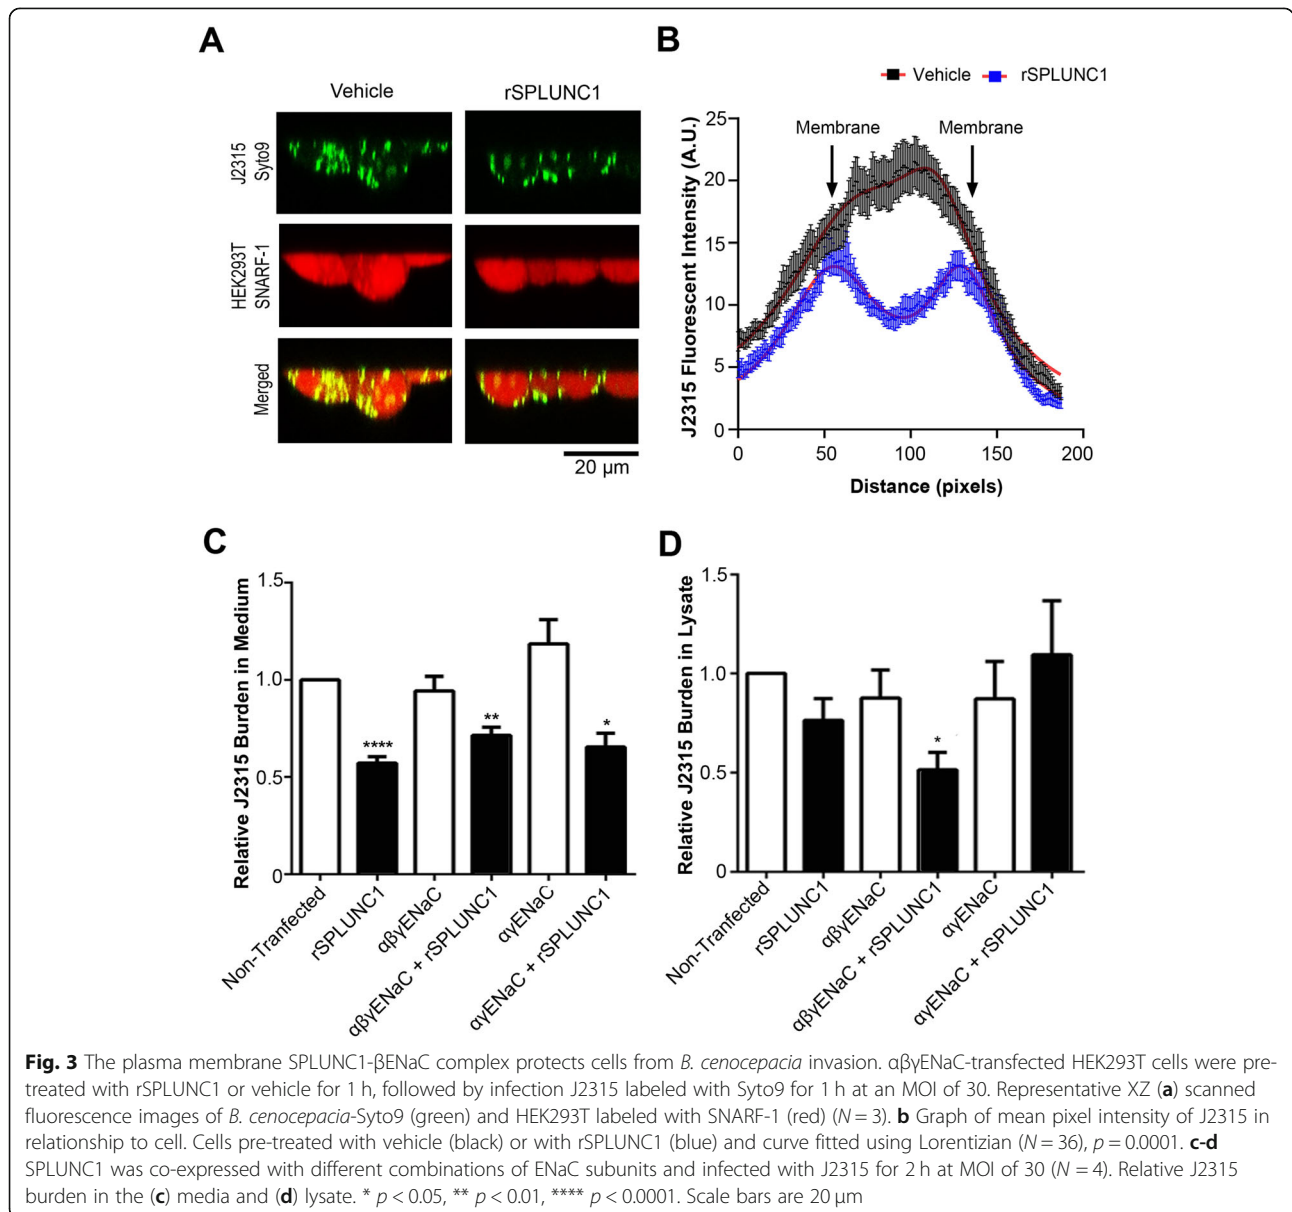 A
Vehicle
rSPLUNC1
J2315
Syto9
HEK293T
SNARF-1
Merged
20 µm
B
Vehicle
rSPLUNC1
Membrane
Membrane
J2315 Fluorescent Intensity (A.U.)
25
20
15
10
5
0
0
50
100
150
200
Distance (pixels)
C
Relative J2315 Burden in Medium
1.5
1.0
0.5
0
****
**
*
Non-Tranfected
rSPLUNC1
αβγENaC
αβγENaC + rSPLUNC1
αγENaC
αγENaC + rSPLUNC1
D
Relative J2315 Burden in Lysate
1.5
1.0
0.5
0
*
Non-Tranfected
rSPLUNC1
αβγENaC
αβγENaC + rSPLUNC1
αγENaC
αγENaC + rSPLUNC1
Fig. 3 The plasma membrane SPLUNC1-βENaC complex protects cells from B. cenocepacia invasion. αβγENaC-transfected HEK293T cells were pre-
treated with rSPLUNC1 or vehicle for 1 h, followed by infection J2315 labeled with Syto9 for 1 h at an MOI of 30. Representative XZ (a) scanned
fluorescence images of B. cenocepacia-Syto9 (green) and HEK293T labeled with SNARF-1 (red) (N = 3). b Graph of mean pixel intensity of J2315 in
relationship to cell. Cells pre-treated with vehicle (black) or with rSPLUNC1 (blue) and curve fitted using Lorentizian (N = 36), p = 0.0001. c-d
SPLUNC1 was co-expressed with different combinations of ENaC subunits and infected with J2315 for 2 h at MOI of 30 (N = 4). Relative J2315
burden in the (c) media and (d) lysate. * p < 0.05, ** p < 0.01, **** p < 0.0001. Scale bars are 20 µm